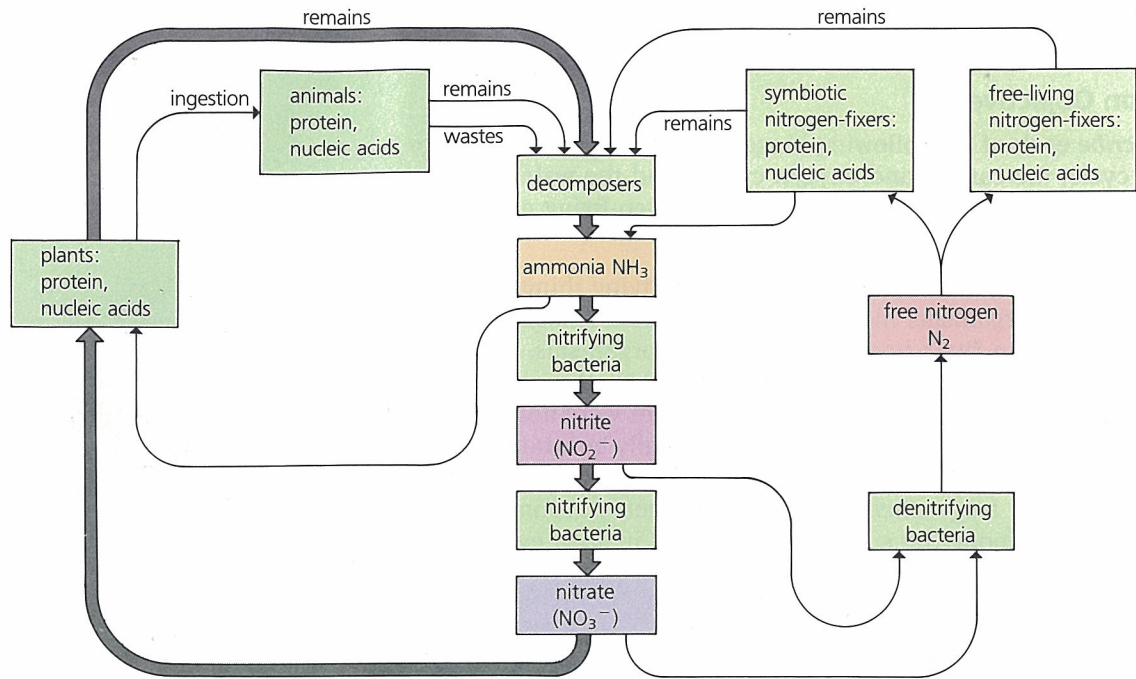 remains
remains
ingestion
animals:
protein,
nucleic acids
remains
wastes
remains
symbiotic
nitrogen-fixers:
protein,
nucleic acids
free-living
nitrogen-fixers:
protein,
nucleic acids
decomposers
plants:
protein,
nucleic acids
ammonia NH₃
free nitrogen
N₂
nitrifying
bacteria
nitrite
(NO₂⁻)
nitrifying
bacteria
denitrifying
bacteria
nitrate
(NO₃⁻)